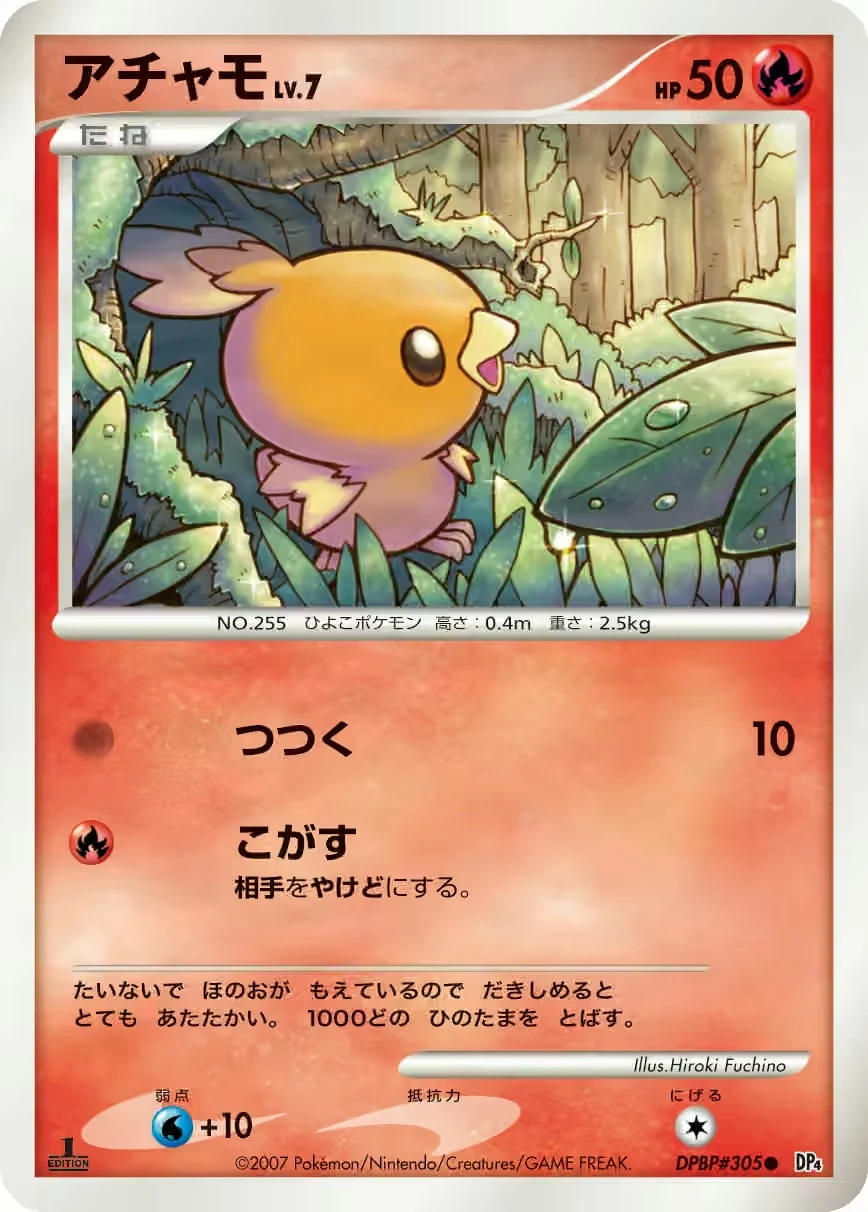 アチャモ LV.7 HP 50
たね
NO.255 ひよこポケモン 高さ:0.4m 重さ:2.5kg
つつく 10
こがす
相手をやけどにする。
たいないで ほのおが もえているので だきしめると
とても あたたかい。 1000どの ひのたまを とばす。
Illus.Hiroki Fuchino
弱点 抵抗力 にげる
+10
1
EDITION
©2007 Pokémon/Nintendo/Creatures/GAME FREAK. DPBP#305● DP4